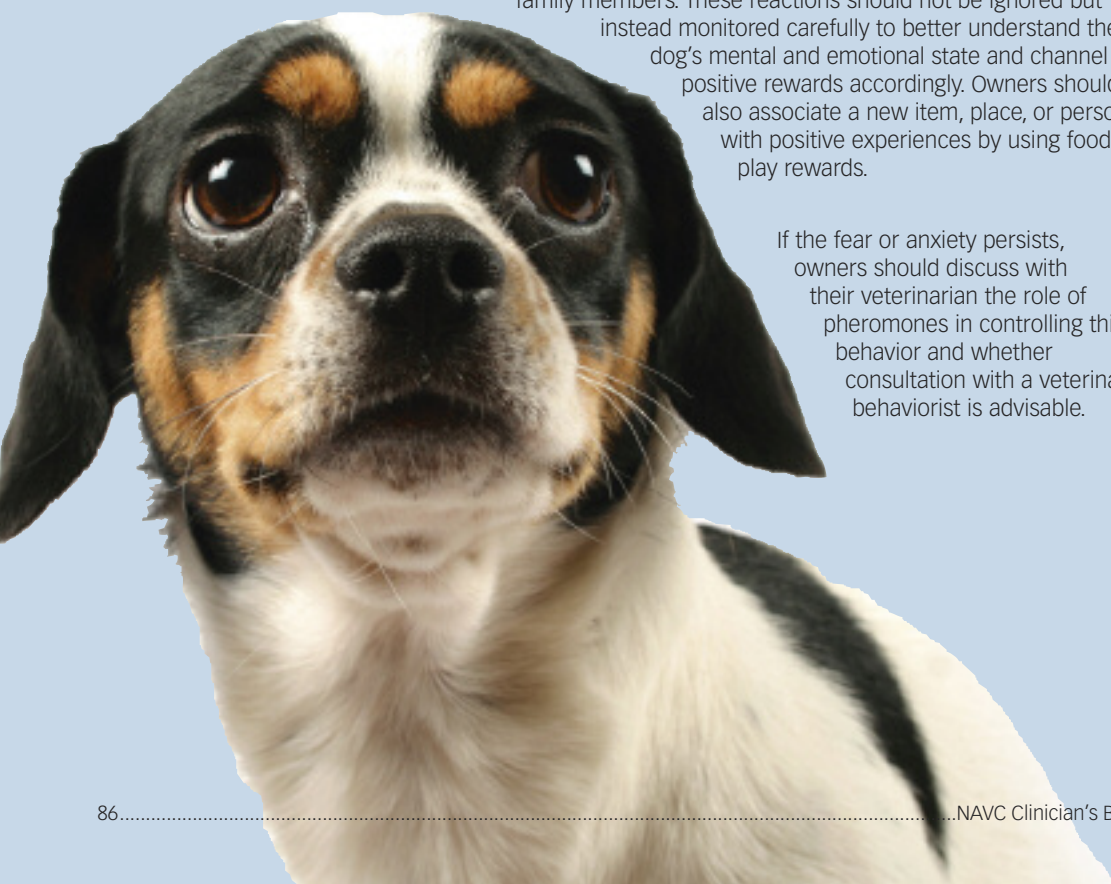 family members. These reactions should not be ignored but
instead monitored carefully to better understand the
dog’s mental and emotional state and channel
positive rewards accordingly. Owners should
also associate a new item, place, or perso
with positive experiences by using food
play rewards.
If the fear or anxiety persists,
owners should discuss with
their veterinarian the role of
pheromones in controlling thi
behavior and whether
consultation with a veterina
behaviorist is advisable.
86 NAVC Clinician’s B